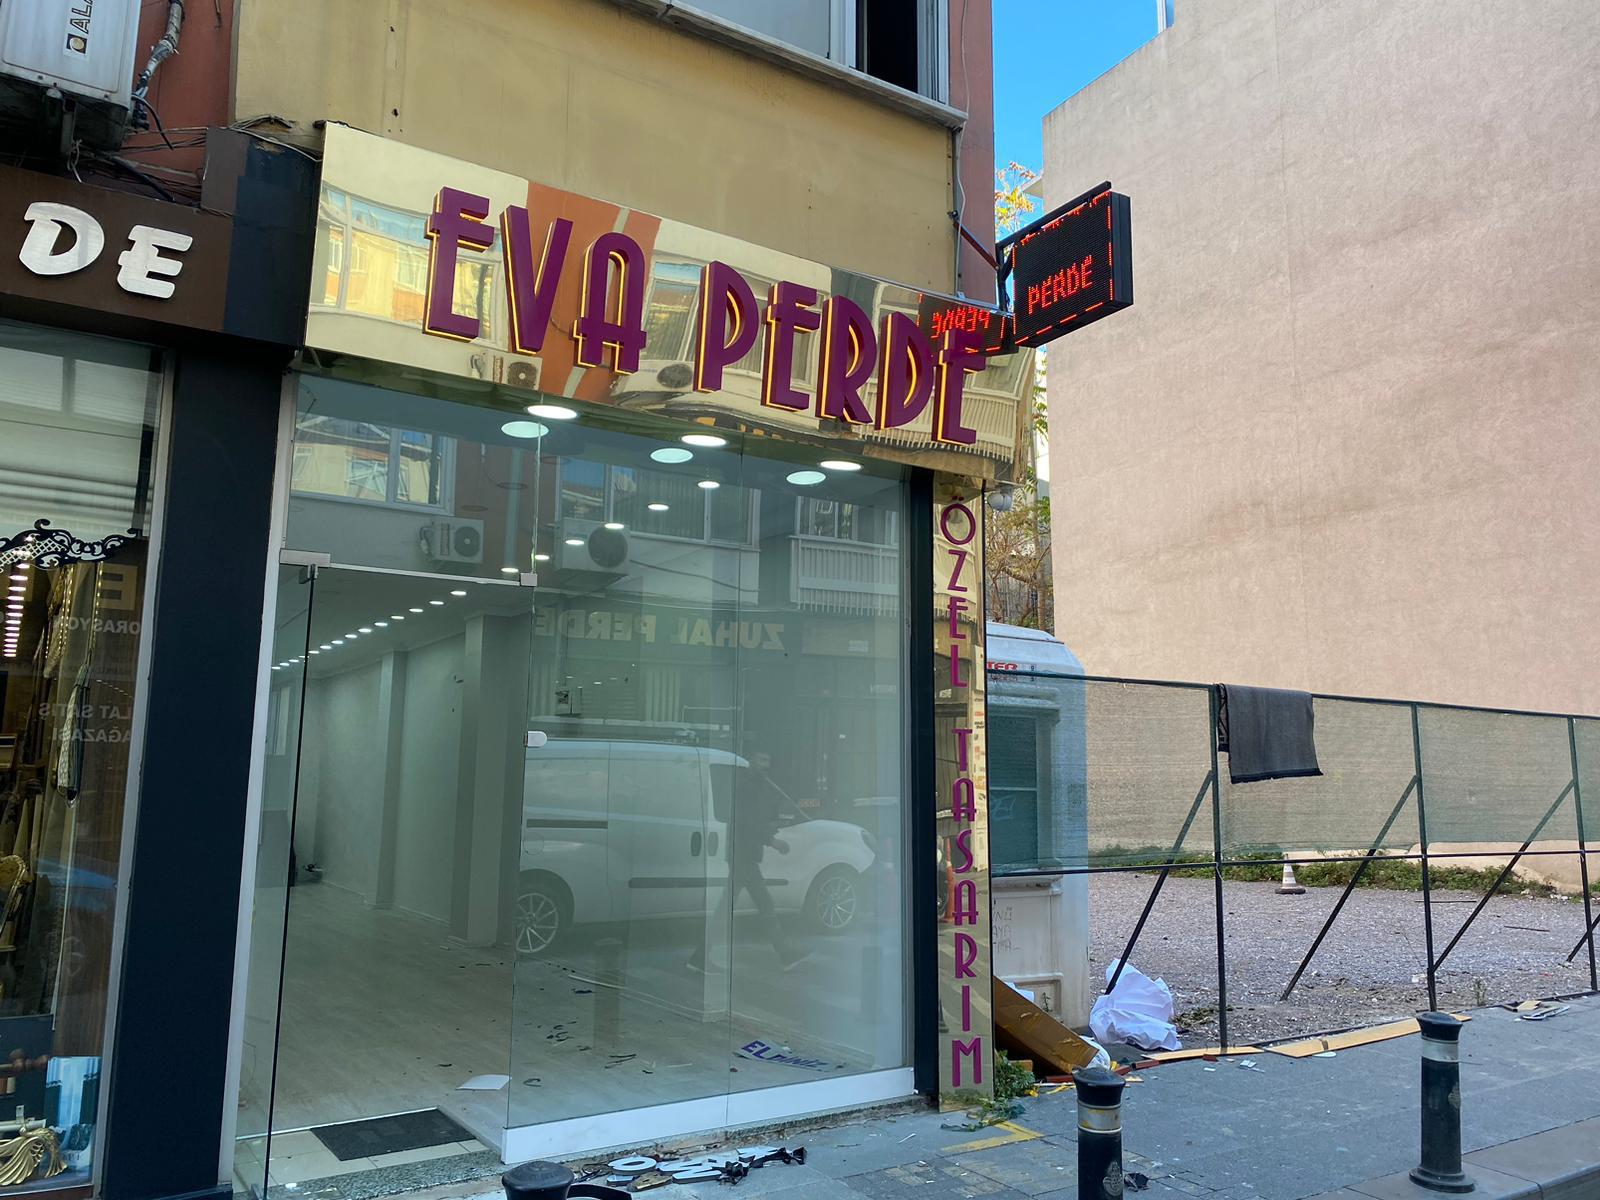 DE
EVA PERDE
PERDE
PERDE
ÖZEL TASARIM
ZUHAL PERDE